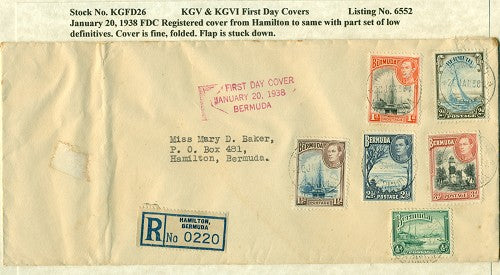 Stock No. KGFD26 KGV & KGVI First Day Covers Listing No. 6552
January 20, 1938 FDC Registered cover from Hamilton to same with part set of low
definitives. Cover is fine, folded. Flap is stuck down.
FIRST DAY COVER
JANUARY 20, 1938
BERMUDA
Miss Mary D. Baker,
P. O. Box 481,
Hamilton, Bermuda.
R
HAMILTON,
BERMUDA
No 0220
BERMUDA
POSTAGE
BERMUDA
POSTAGE
BERMUDA
BERMUDA